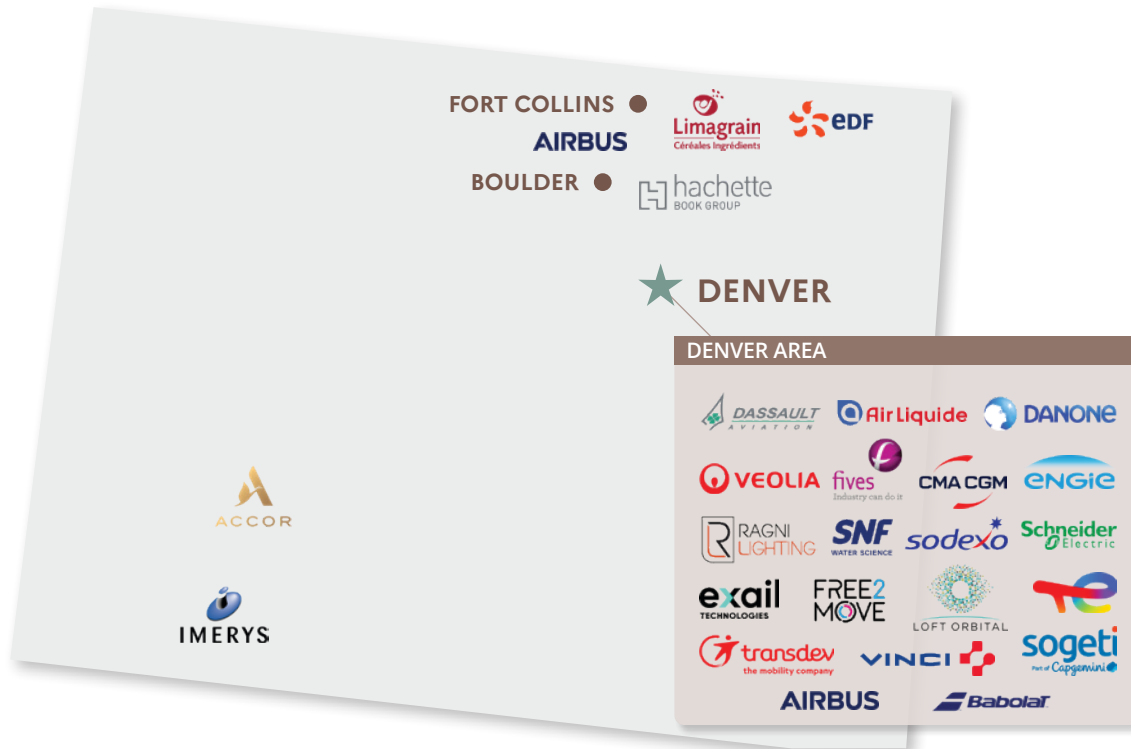 FORT COLLINS
AIRBUS
Limagrain
Céréales Ingrédients
eDF
BOULDER
hachette
BOOK GROUP
DENVER
DENVER AREA
DASSAULT
AVIATION
Air Liquide
DANONE
VEOLIA
fives
Industry can do it
CMA CGM
ENGIE
RAGNI
LIGHTING
SNF
WATER SCIENCE
sodexo
Schneider
Electric
exail
TECHNOLOGIES
FREE2
MOVE
LOFT ORBITAL
TE
transdev
the mobility company
VINCI
sogeti
Part of Capgemini
AIRBUS
Babolat
ACCOR
IMERYS